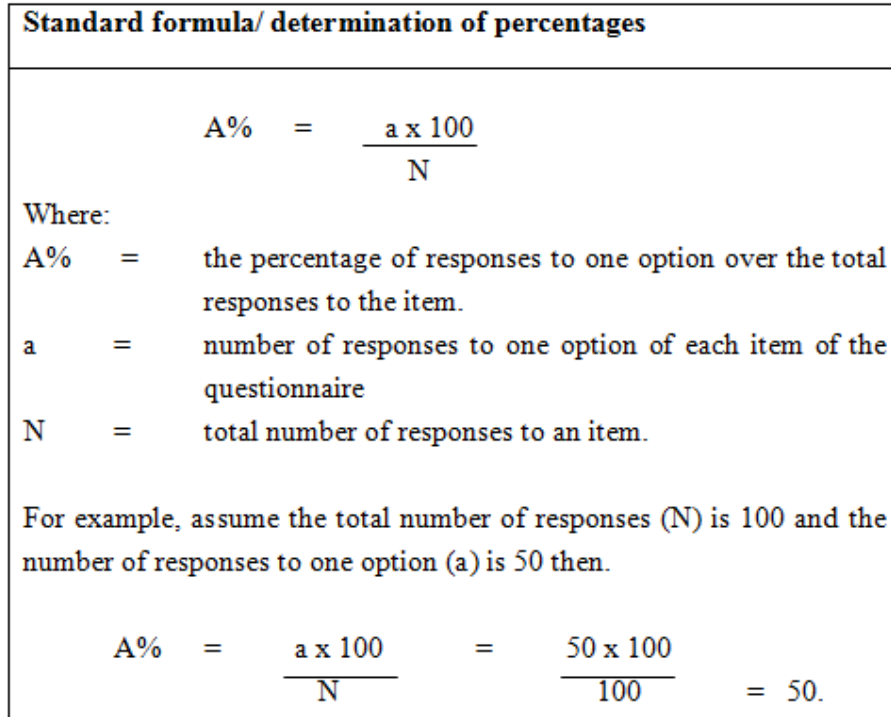 Standard formula/ determination of percentages
A% = a x 100
N
Where:
A% = the percentage of responses to one option over the total
responses to the item.
a = number of responses to one option of each item of the
questionnaire
N = total number of responses to an item.
For example, assume the total number of responses (N) is 100 and the
number of responses to one option (a) is 50 then.
A% = a x 100 = 50 x 100
N 100 = 50.